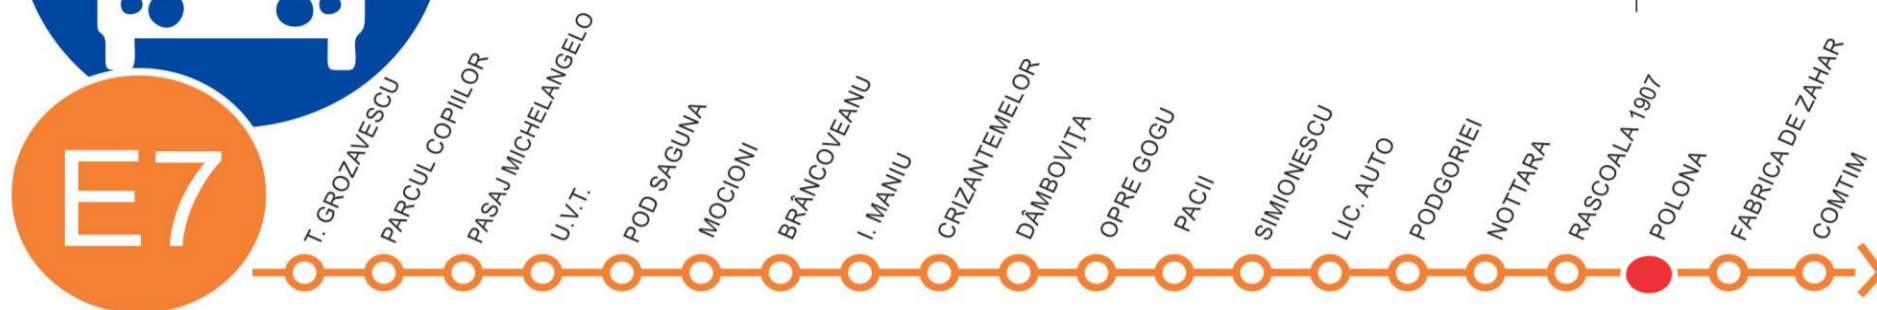 E7
T. GROZAVESCU
PARCUL COPIILOR
PASAJ MICHELANGELO
U.V.T.
POD SAGUNA
MOCIONI
BRÂNCOVEANU
I. MANIU
CRIZANTEMELOR
DÂMBOVIŢA
OPRE GOGU
PACII
SIMIONESCU
LIC. AUTO
PODGORIEI
NOTTARA
RASCOALA 1907
POLONA
FABRICA DE ZAHAR
COMTIM